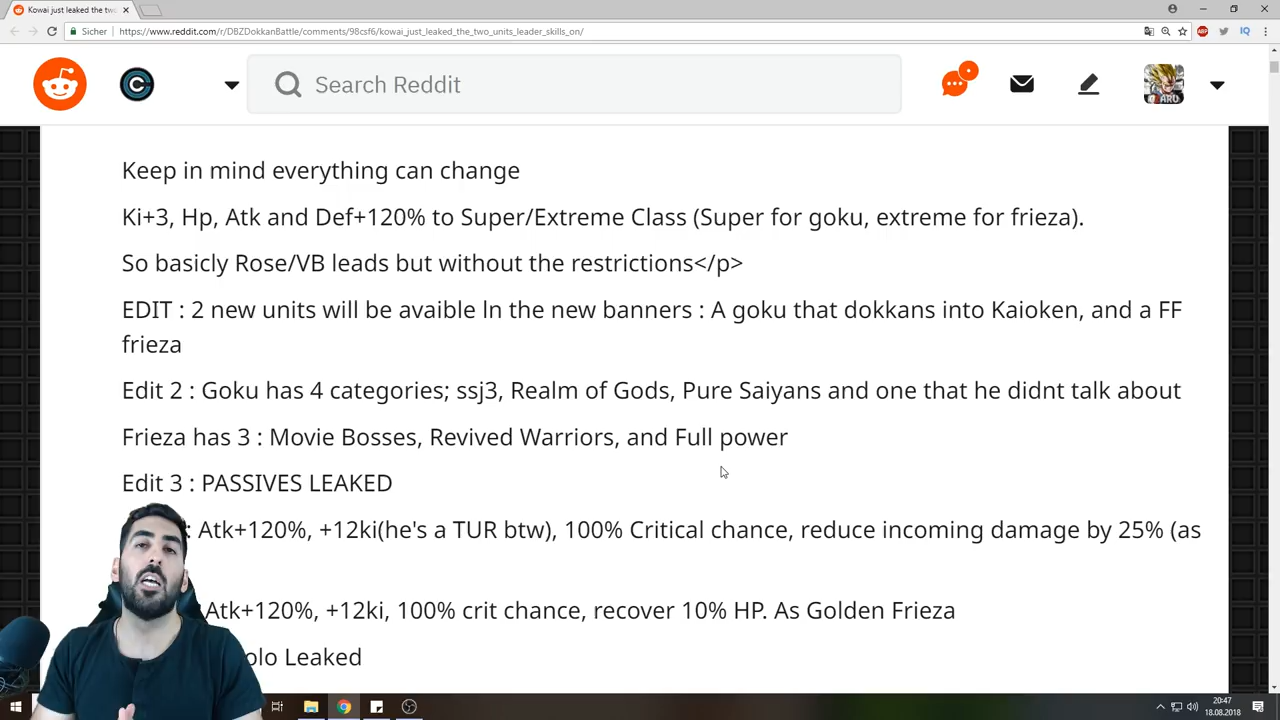 Kowai just leaked the two
Sicher
https://www.reddit.com/r/DBZDokkanBattle/comments/98csf6/kowai_just_leaked_the_two_units_leader_skills_on/
Search Reddit
Keep in mind everything can change
Ki+3, Hp, Atk and Def+120% to Super/Extreme Class (Super for goku, extreme for frieza).
So basicly Rose/VB leads but without the restrictions</p>
EDIT : 2 new units will be avaible ln the new banners : A goku that dokkans into Kaioken, and a FF
frieza
Edit 2 : Goku has 4 categories; ssj3, Realm of Gods, Pure Saiyans and one that he didnt talk about
Frieza has 3 : Movie Bosses, Revived Warriors, and Full power
Edit 3 : PASSIVES LEAKED
: Atk+120%, +12ki(he's a TUR btw), 100% Critical chance, reduce incoming damage by 25% (as
Atk+120%, +12ki, 100% crit chance, recover 10% HP. As Golden Frieza
Leaked
20:47
18.08.2018